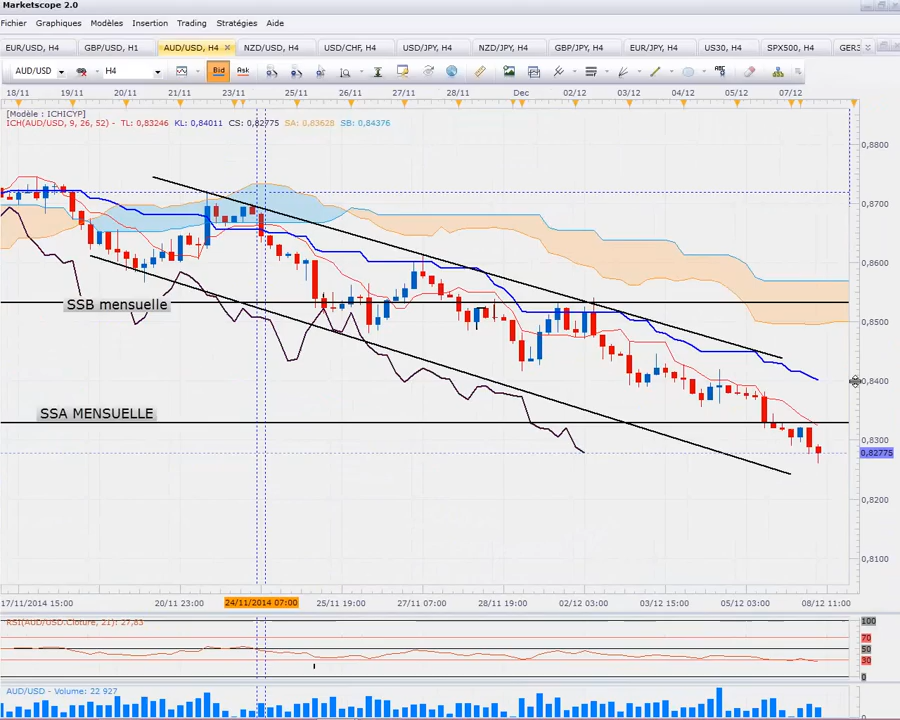 Marketscope 2.0
Fichier Graphiques Modèles Insertion Trading Stratégies Aide
EUR/USD, H4 GBP/USD, H1 AUD/USD, H4 NZD/USD, H4 USD/CHF, H4 USD/JPY, H4 NZD/JPY, H4 GBP/JPY, H4 EUR/JPY, H4 US30, H4 SPX500, H4 GER3
AUD/USD H4 Bid Ask ABC
18/11 19/11 20/11 21/11 23/11 25/11 26/11 27/11 28/11 Dec 02/12 03/12 04/12 05/12 07/12
[Modèle : ICHICYP]
ICH(AUD/USD, 9, 26, 52) - TL: 0,83246 KL: 0,84011 CS: 0,82775 SA: 0,83628 SB: 0,84376
0,8800
0,8700
0,8600
SSB mensuelle
0,8500
0,8400
SSA MENSUELLE
0,8300
0,82775
0,8200
0,8100
17/11/2014 15:00 20/11 23:00 24/11/2014 07:00 25/11 19:00 27/11 07:00 28/11 19:00 02/12 03:00 03/12 15:00 05/12 03:00 08/12 11:00
RSI(AUD/USD.Cloture, 21): 27,83
100
70
50
30
0
AUD/USD - Volume: 22 927